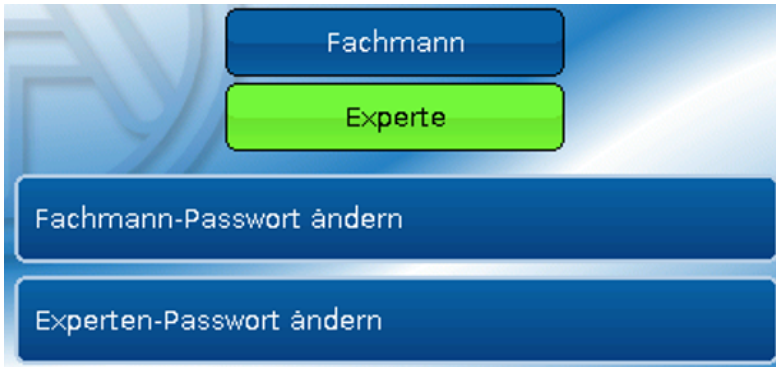 Fachmann
Experte
Fachmann-Passwort ändern
Experten-Passwort ändern